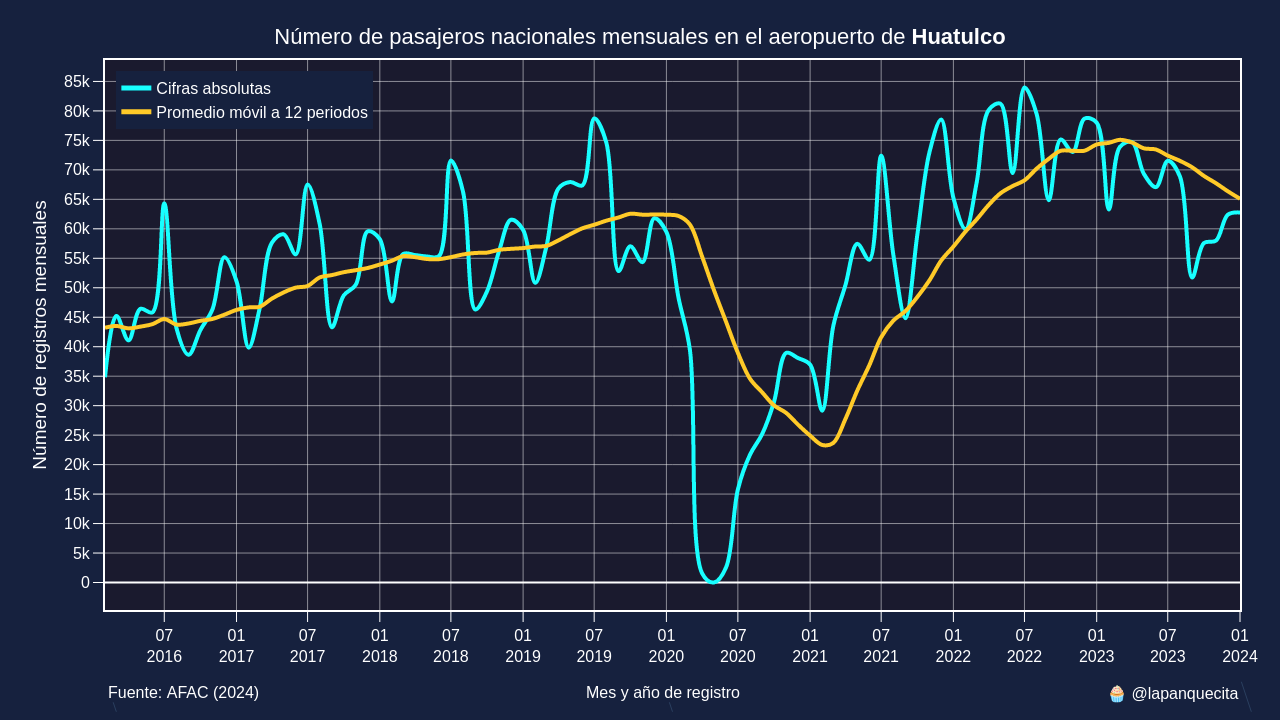 Número de pasajeros nacionales mensuales en el aeropuerto de Huatulco
Cifras absolutas
Promedio móvil a 12 periodos
Número de registros mensuales
85k
80k
75k
70k
65k
60k
55k
50k
45k
40k
35k
30k
25k
20k
15k
10k
5k
0
07 01 07 01 07 01 07 01 07 01 07 01 07 01 07 01
2016 2017 2017 2018 2018 2019 2019 2020 2020 2021 2021 2022 2022 2023 2023 2024
Fuente: AFAC (2024) Mes y año de registro 🧁 @lapanquecita